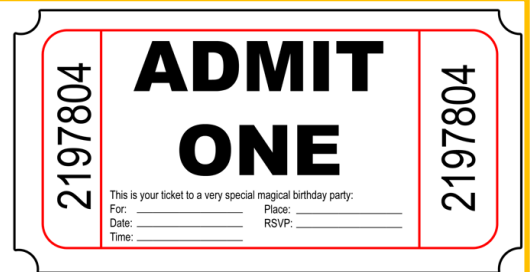 2197804
ADMIT
ONE
This is your ticket to a very special magical birthday party:
For: Place:
Date: RSVP:
Time:
2197804